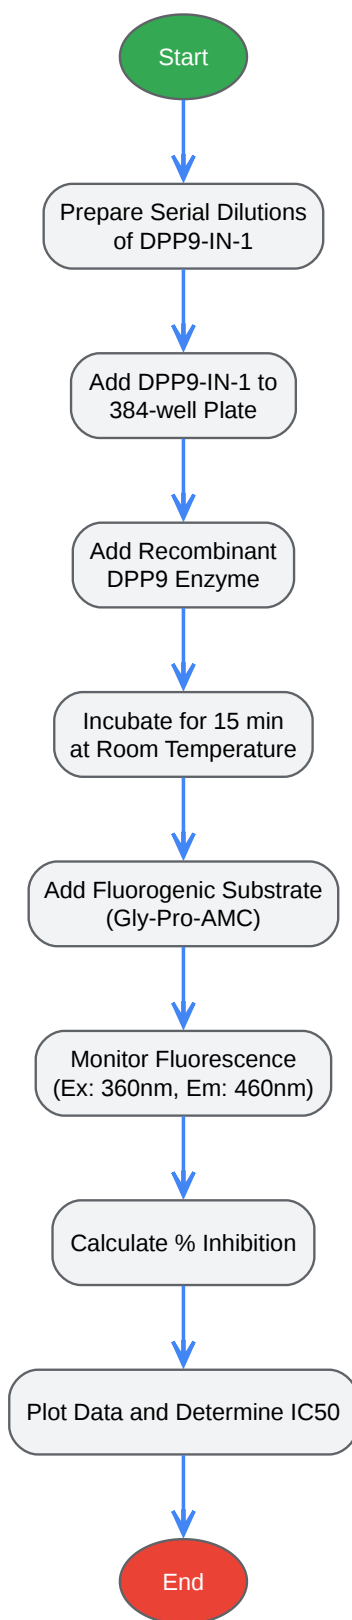 Start
Prepare Serial Dilutions
of DPP9-IN-1
Add DPP9-IN-1 to
384-well Plate
Add Recombinant
DPP9 Enzyme
Incubate for 15 min
at Room Temperature
Add Fluorogenic Substrate
(Gly-Pro-AMC)
Monitor Fluorescence
(Ex: 360nm, Em: 460nm)
Calculate % Inhibition
Plot Data and Determine IC50
End